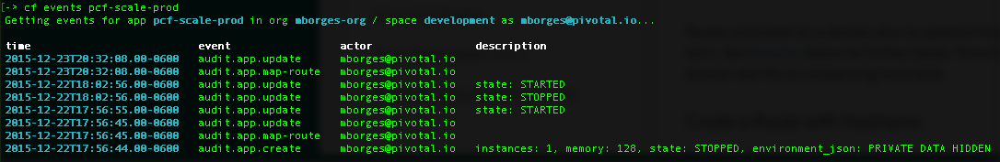 [-> cf events pcf-scale-prod
Getting events for app pcf-scale-prod in org mborges-org / space development as mborges@pivotal.io...
time event actor description
2015-12-23T20:32:08.00-0600 audit.app.update mborges@pivotal.io
2015-12-23T20:32:08.00-0600 audit.app.map-route mborges@pivotal.io
2015-12-22T18:02:56.00-0600 audit.app.update mborges@pivotal.io state: STARTED
2015-12-22T18:02:56.00-0600 audit.app.update mborges@pivotal.io state: STOPPED
2015-12-22T17:56:55.00-0600 audit.app.update mborges@pivotal.io state: STARTED
2015-12-22T17:56:45.00-0600 audit.app.update mborges@pivotal.io
2015-12-22T17:56:45.00-0600 audit.app.map-route mborges@pivotal.io
2015-12-22T17:56:44.00-0600 audit.app.create mborges@pivotal.io instances: 1, memory: 128, state: STOPPED, environment_json: PRIVATE DATA HIDDEN